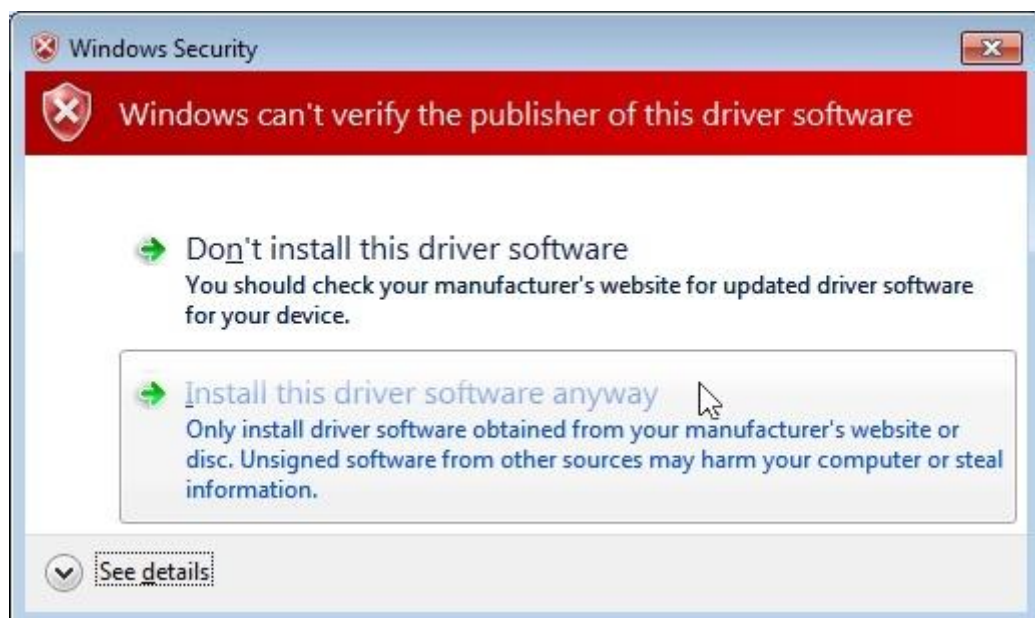 Windows Security
Windows can't verify the publisher of this driver software
Don't install this driver software
You should check your manufacturer's website for updated driver software
for your device.
Install this driver software anyway
Only install driver software obtained from your manufacturer's website or
disc. Unsigned software from other sources may harm your computer or steal
information.
See details